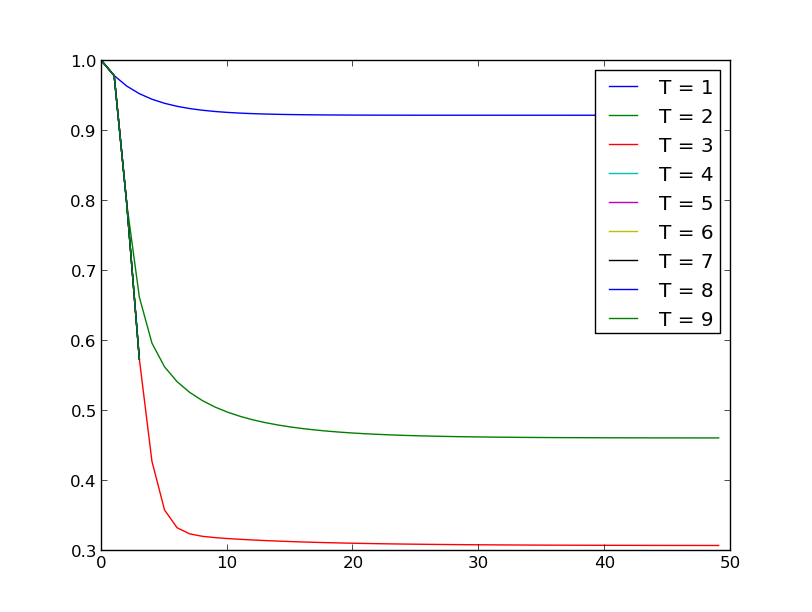 1.0
0.9
0.8
0.7
0.6
0.5
0.4
0.3
0 10 20 30 40 50
T = 1
T = 2
T = 3
T = 4
T = 5
T = 6
T = 7
T = 8
T = 9